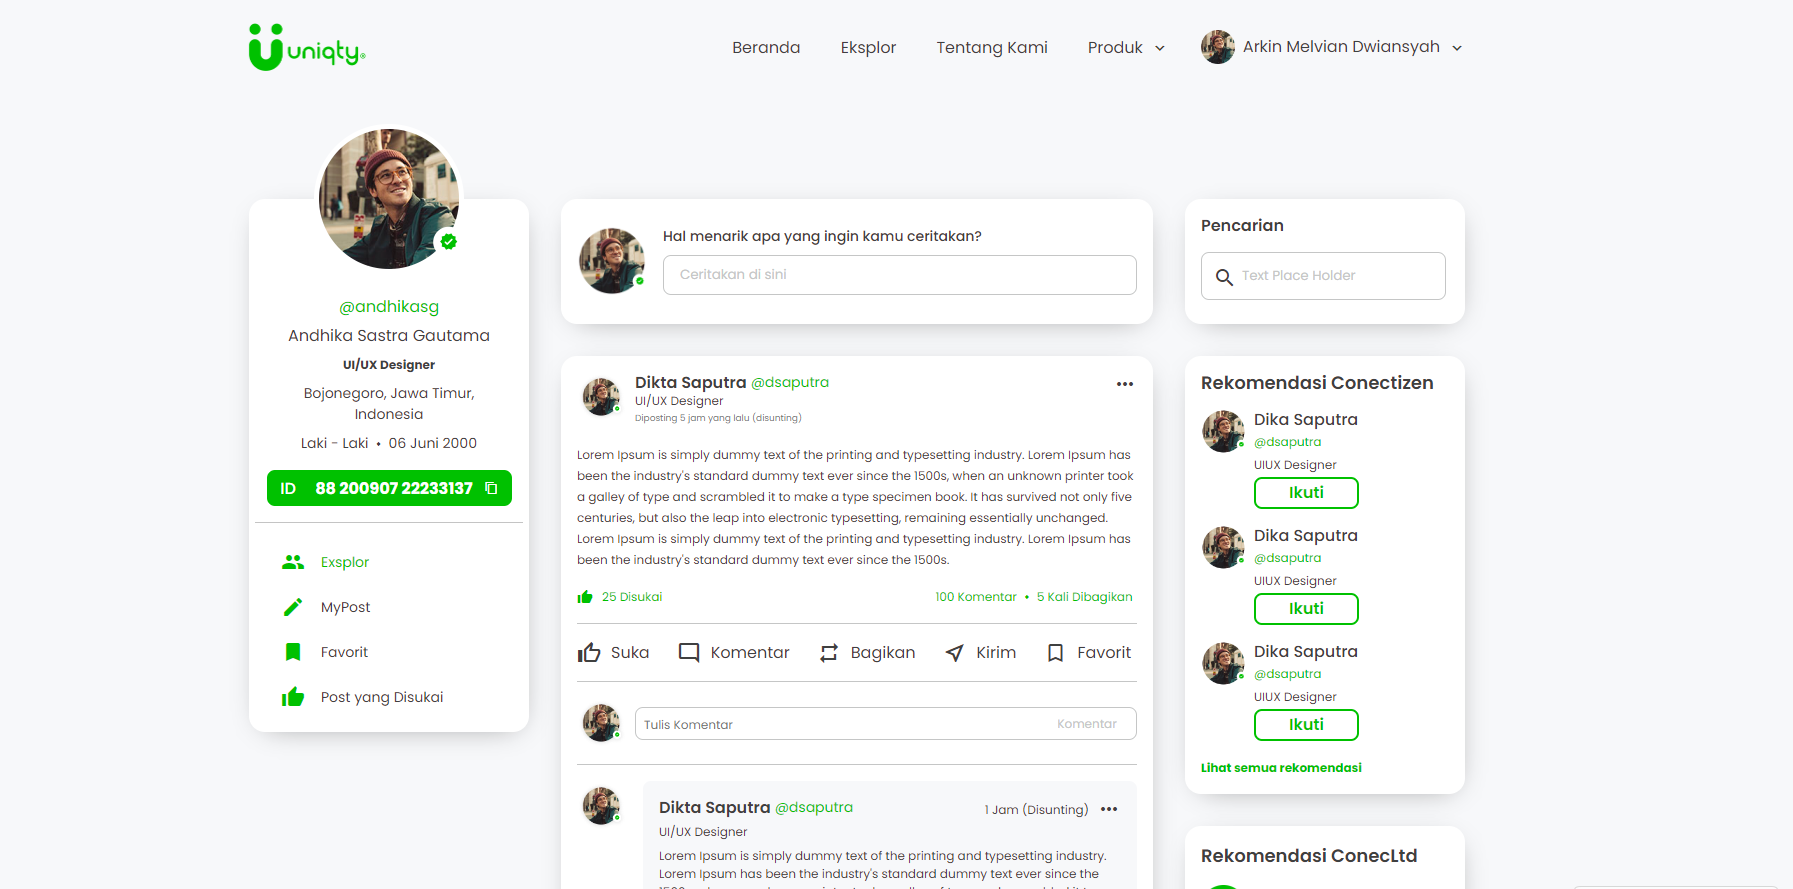 uniqty®
Beranda
Eksplor
Tentang Kami
Produk
Arkin Melvian Dwiansyah
@andhikasg
Andhika Sastra Gautama
UI/UX Designer
Bojonegoro, Jawa Timur,
Indonesia
Laki - Laki • 06 Juni 2000
ID 88 200907 22233137
Exsplor
MyPost
Favorit
Post yang Disukai
Hal menarik apa yang ingin kamu ceritakan?
Ceritakan di sini
Dikta Saputra @dsaputra
UI/UX Designer
Diposting 5 jam yang lalu (disunting)
Lorem Ipsum is simply dummy text of the printing and typesetting industry. Lorem Ipsum has
been the industry's standard dummy text ever since the 1500s, when an unknown printer took
a galley of type and scrambled it to make a type specimen book. It has survived not only five
centuries, but also the leap into electronic typesetting, remaining essentially unchanged.
Lorem Ipsum is simply dummy text of the printing and typesetting industry. Lorem Ipsum has
been the industry's standard dummy text ever since the 1500s.
25 Disukai
100 Komentar • 5 Kali Dibagikan
Suka
Komentar
Bagikan
Kirim
Favorit
Tulis Komentar
Komentar
Dikta Saputra @dsaputra
1 Jam (Disunting)
UI/UX Designer
Lorem Ipsum is simply dummy text of the printing and typesetting industry.
Lorem Ipsum has been the industry's standard dummy text ever since the
Pencarian
Text Place Holder
Rekomendasi Conectizen
Dika Saputra
@dsaputra
UIUX Designer
Ikuti
Dika Saputra
@dsaputra
UIUX Designer
Ikuti
Dika Saputra
@dsaputra
UIUX Designer
Ikuti
Lihat semua rekomendasi
Rekomendasi ConecLtd